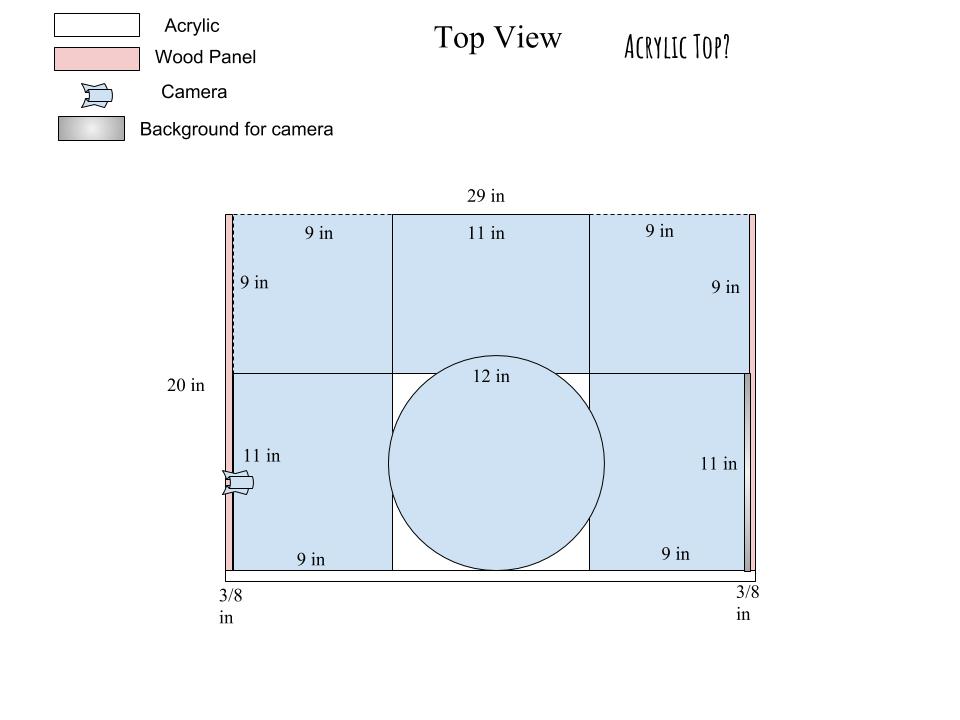 Acrylic
Top View
Acrylic Top?
Wood Panel
Camera
Background for camera
29 in
9 in
11 in
9 in
9 in
9 in
12 in
20 in
11 in
11 in
9 in
9 in
3/8
in
3/8
in